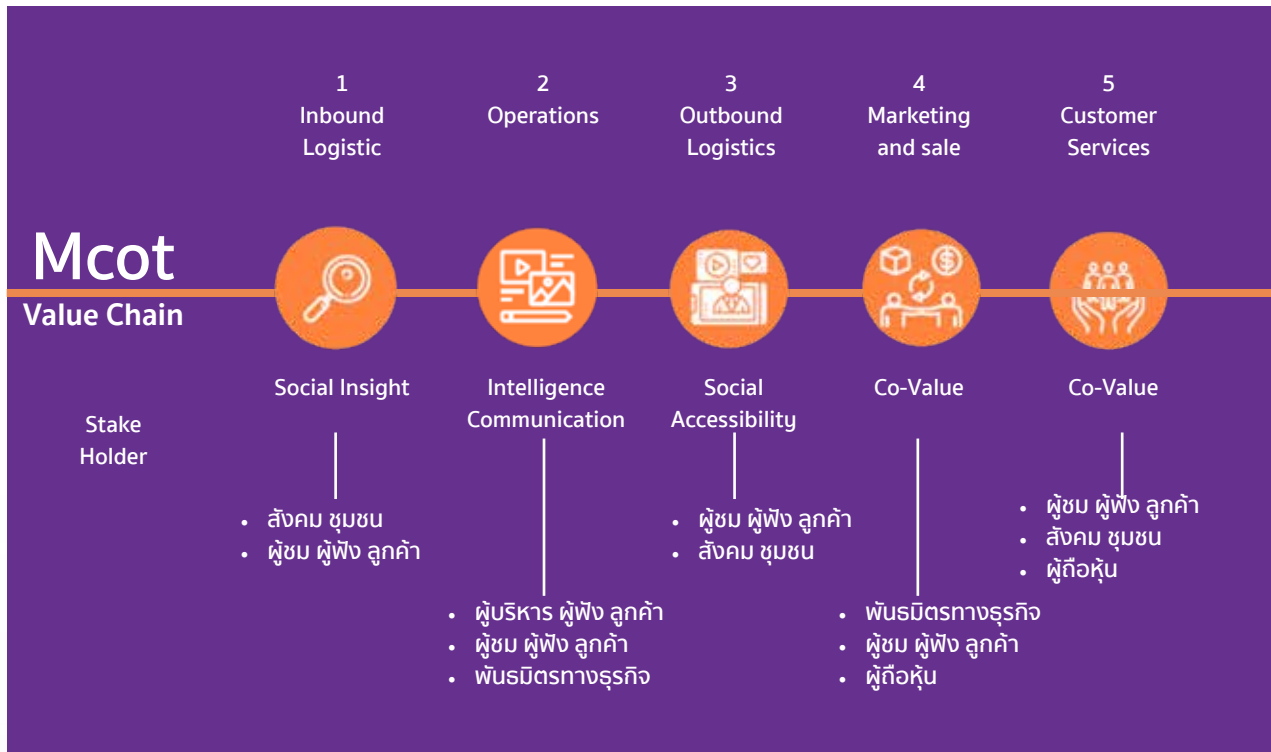 1
Inbound
Logistic
2
Operations
3
Outbound
Logistics
4
Marketing
and sale
5
Customer
Services
Mcot
Value Chain
Social Insight
Intelligence
Communication
Social
Accessibility
Co-Value
Co-Value
Stake
Holder
• สังคม ชุมชน
• ผู้ชม ผู้ฟัง ลูกค้า
• ผู้บริหาร ผู้ฟัง ลูกค้า
• ผู้ชม ผู้ฟัง ลูกค้า
• พันธมิตรทางธุรกิจ
• ผู้ชม ผู้ฟัง ลูกค้า
• สังคม ชุมชน
• พันธมิตรทางธุรกิจ
• ผู้ชม ผู้ฟัง ลูกค้า
• ผู้ถือหุ้น
• ผู้ชม ผู้ฟัง ลูกค้า
• สังคม ชุมชน
• ผู้ถือหุ้น